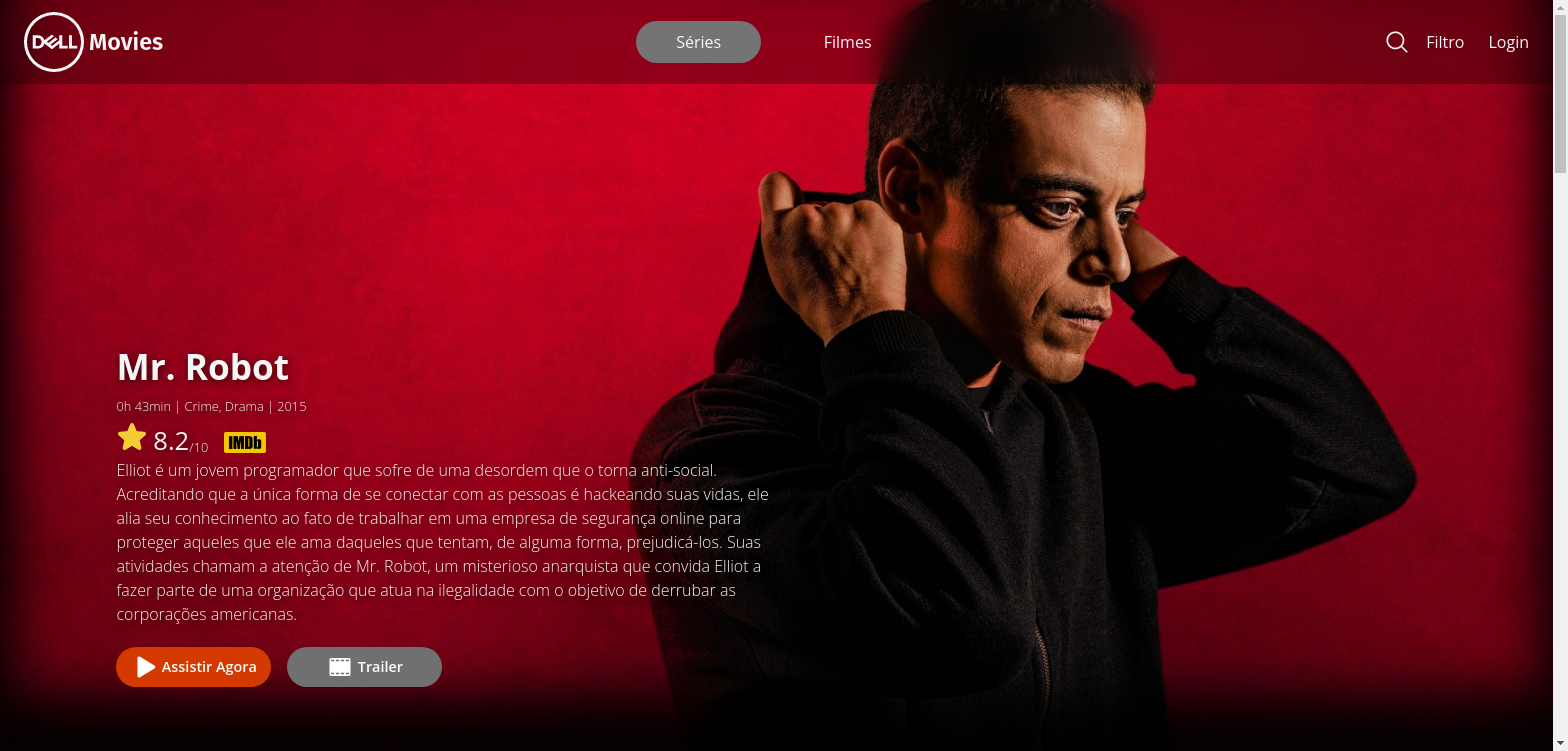 DELL Movies
Séries
Filmes
Filtro
Login
Mr. Robot
0h 43min | Crime, Drama | 2015
8.2/10 IMDb
Elliot é um jovem programador que sofre de uma desordem que o torna anti-social.
Acreditando que a única forma de se conectar com as pessoas é hackeando suas vidas, ele
alia seu conhecimento ao fato de trabalhar em uma empresa de segurança online para
proteger aqueles que ele ama daqueles que tentam, de alguma forma, prejudicá-los. Suas
atividades chamam a atenção de Mr. Robot, um misterioso anarquista que convida Elliot a
fazer parte de uma organização que atua na ilegalidade com o objetivo de derrubar as
corporações americanas.
Assistir Agora
Trailer